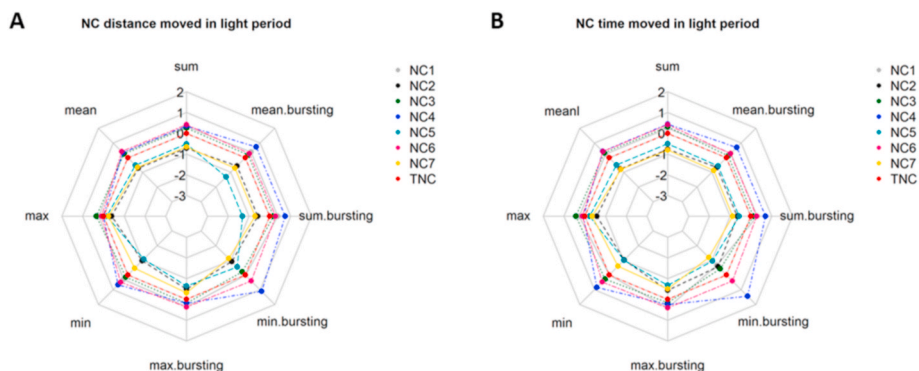 A
NC distance moved in light period
sum
mean
mean.bursting
max
sum.bursting
min
min.bursting
max.bursting
2
1
0
-1
-2
-3
NC1
NC2
NC3
NC4
NC5
NC6
NC7
TNC
B
NC time moved in light period
sum
meanl
mean.bursting
max
sum.bursting
min
min.bursting
max.bursting
2
1
0
-1
-2
-3
NC1
NC2
NC3
NC4
NC5
NC6
NC7
TNC